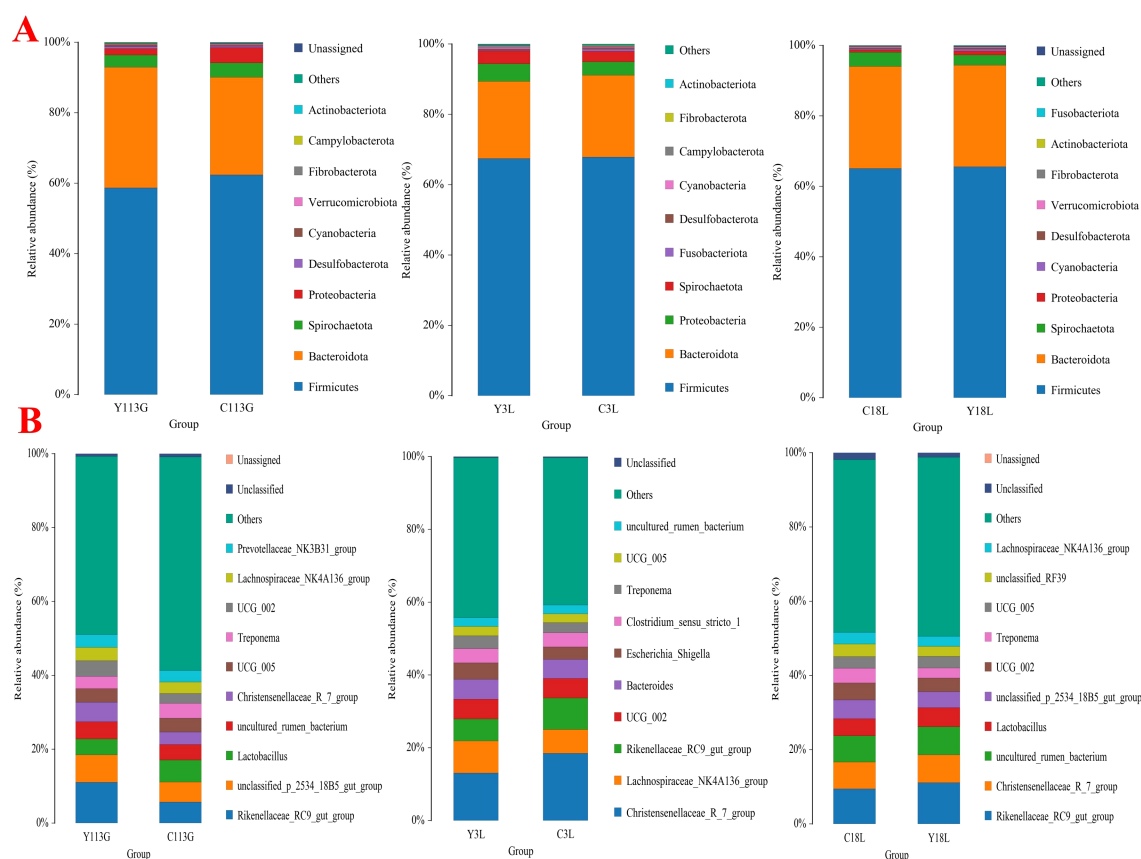 A
Relative abundance (%)
100%
80%
60%
40%
20%
0%
Y113G
C113G
Group
Unassigned
Others
Actinobacteriota
Campylobacterota
Fibrobacterota
Verrucomicrobiota
Cyanobacteria
Desulfobacterota
Proteobacteria
Spirochaetota
Bacteroidota
Firmicutes
Relative abundance (%)
100%
80%
60%
40%
20%
0%
Y3L
C3L
Group
Others
Actinobacteriota
Fibrobacterota
Campylobacterota
Cyanobacteria
Desulfobacterota
Fusobacteriota
Spirochaetota
Proteobacteria
Bacteroidota
Firmicutes
Relative abundance (%)
100%
80%
60%
40%
20%
0%
C18L
Y18L
Group
Unassigned
Others
Fusobacteriota
Actinobacteriota
Fibrobacterota
Verrucomicrobiota
Desulfobacterota
Cyanobacteria
Proteobacteria
Spirochaetota
Bacteroidota
Firmicutes
B
Relative abundance (%)
100%
80%
60%
40%
20%
0%
Y113G
C113G
Group
Unassigned
Unclassified
Others
Prevotellaceae_NK3B31_group
Lachnospiraceae_NK4A136_group
UCG_002
Treponema
UCG_005
Christensenellaceae_R_7_group
uncultured_rumen_bacterium
Lactobacillus
unclassified_p_2534_18B5_gut_group
Rikenellaceae_RC9_gut_group
Relative abundance (%)
100%
80%
60%
40%
20%
0%
Y3L
C3L
Group
Unclassified
Others
uncultured_rumen_bacterium
UCG_005
Treponema
Clostridium_sensu_stricto_1
Escherichia_Shigella
Bacteroides
UCG_002
Rikenellaceae_RC9_gut_group
Lachnospiraceae_NK4A136_group
Christensenellaceae_R_7_group
Relative abundance (%)
100%
80%
60%
40%
20%
0%
C18L
Y18L
Group
Unassigned
Unclassified
Others
Lachnospiraceae_NK4A136_group
unclassified_RF39
UCG_005
Treponema
UCG_002
unclassified_p_2534_18B5_gut_group
Lactobacillus
uncultured_rumen_bacterium
Christensenellaceae_R_7_group
Rikenellaceae_RC9_gut_group